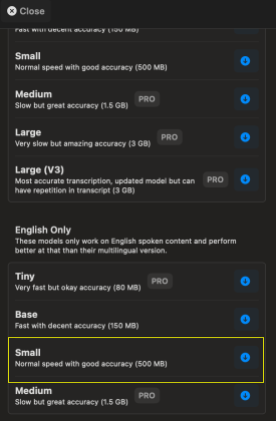 Close
Fast with decent accuracy (150 MB)
Small
Normal speed with good accuracy (500 MB)
Medium
Slow but great accuracy (1.5 GB)
PRO
Large
Very slow but amazing accuracy (3 GB)
PRO
Large (V3)
Most accurate transcription, updated model but can
have repetition in transcript (3 GB)
PRO
English Only
These models only work on English spoken content and perform
better at that than their multilingual version.
Tiny
Very fast but okay accuracy (80 MB)
PRO
Base
Fast with decent accuracy (150 MB)
Small
Normal speed with good accuracy (500 MB)
Medium
Slow but great accuracy (1.5 GB)
PRO